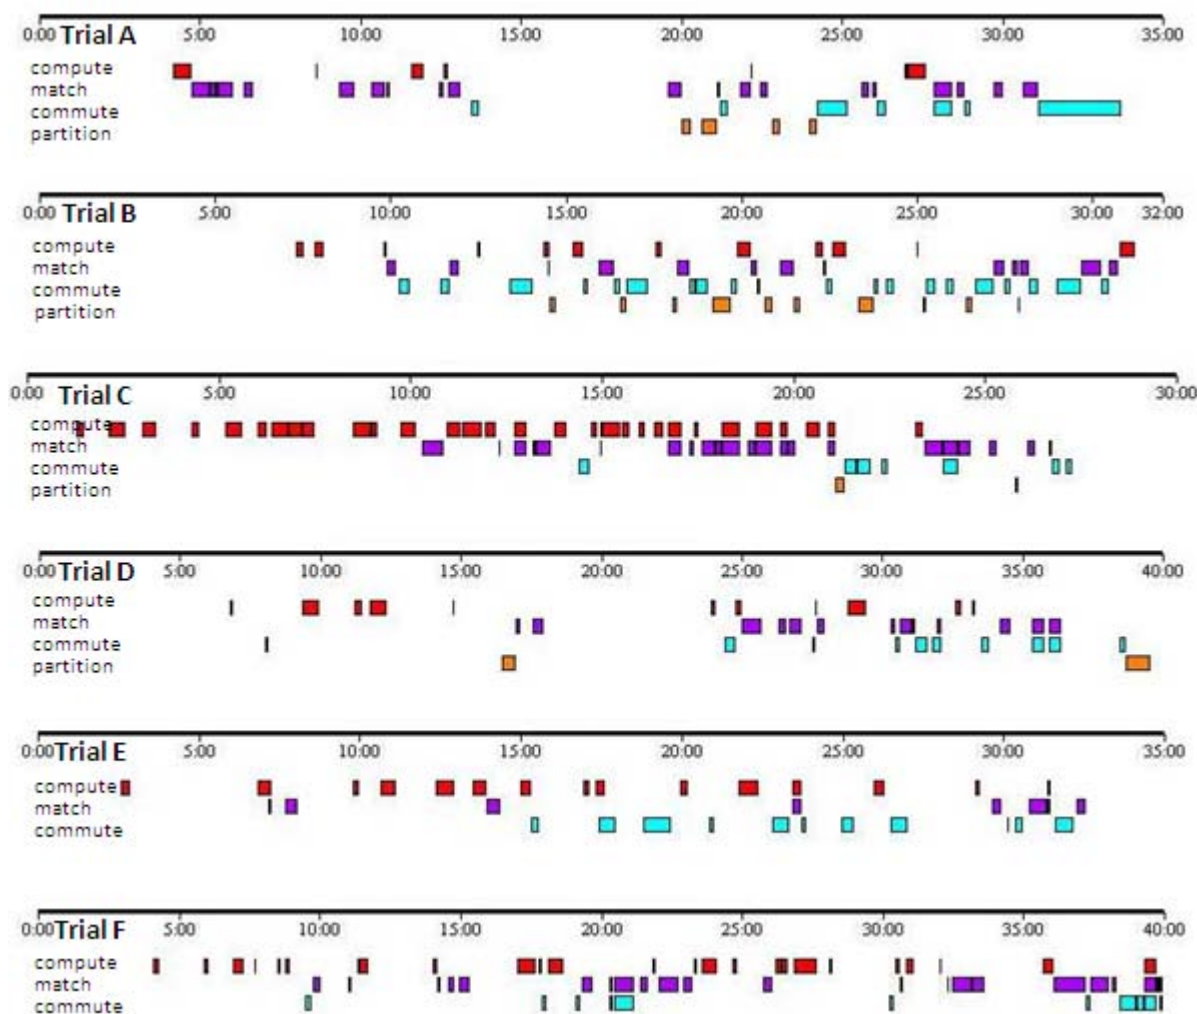 0:00 Trial A 5:00 10:00 15:00 20:00 25:00 30:00 35:00
compute
match
commute
partition
0:00 Trial B 5:00 10:00 15:00 20:00 25:00 30:00 32:00
compute
match
commute
partition
0:00 Trial C 5:00 10:00 15:00 20:00 25:00 30:00
compute
match
commute
partition
0:00 Trial D 5:00 10:00 15:00 20:00 25:00 30:00 35:00 40:00
compute
match
commute
partition
0:00 Trial E 5:00 10:00 15:00 20:00 25:00 30:00 35:00
compute
match
commute
0:00 Trial F 5:00 10:00 15:00 20:00 25:00 30:00 35:00 40:00
compute
match
commute